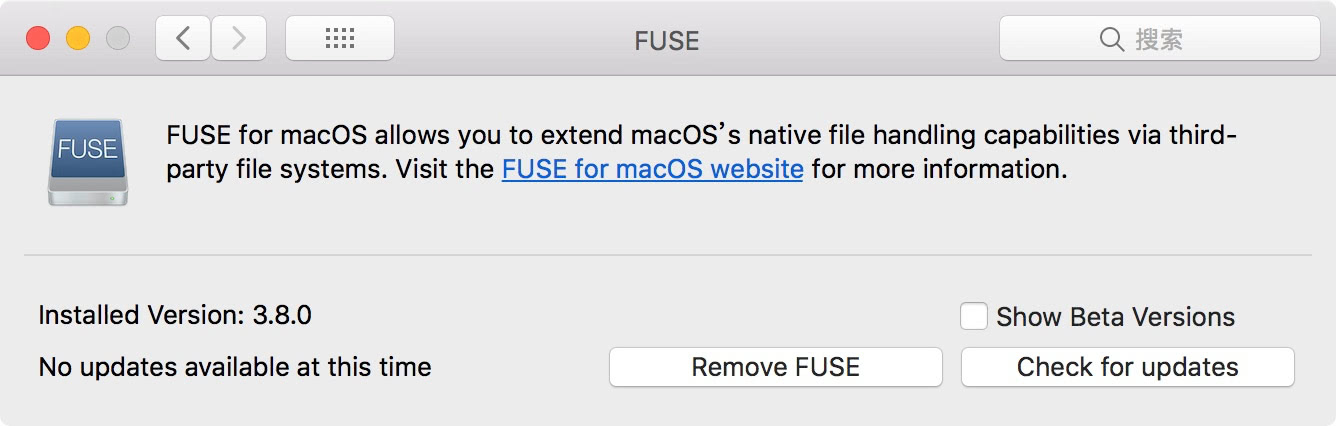 FUSE
搜索
FUSE
FUSE for macOS allows you to extend macOS’s native file handling capabilities via third-
party file systems. Visit the FUSE for macOS website for more information.
Installed Version: 3.8.0
Show Beta Versions
No updates available at this time
Remove FUSE
Check for updates